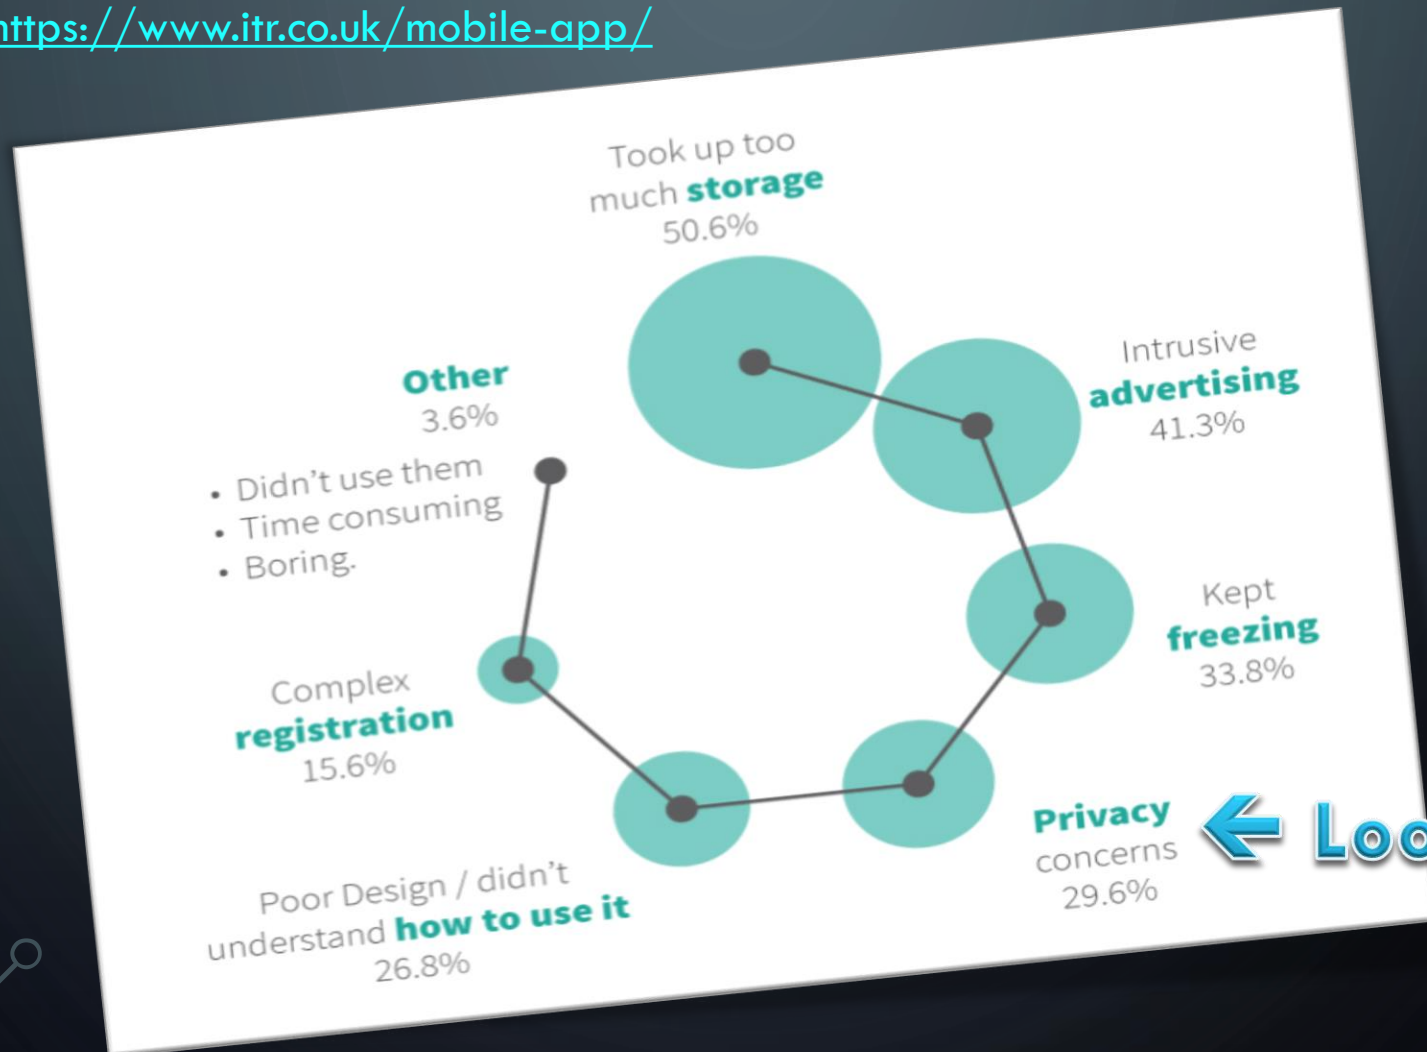 https://www.itr.co.uk/mobile-app/
Took up too
much storage
50.6%
Intrusive
advertising
41.3%
Kept
freezing
33.8%
Privacy
concerns
29.6%
Poor Design / didn't
understand how to use it
26.8%
Complex
registration
15.6%
Other
3.6%
• Didn't use them
• Time consuming
• Boring.